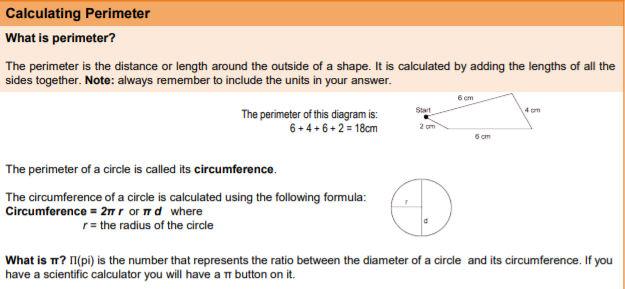 Calculating Perimeter
What is perimeter?
The perimeter is the distance or length around the outside of a shape. It is calculated by adding the lengths of all the
sides together. Note: always remember to include the units in your answer.
The perimeter of this diagram is:
6 + 4 + 6 + 2 = 18cm
6 cm
Start
4 cm
2 cm
6 cm
The perimeter of a circle is called its circumference.
The circumference of a circle is calculated using the following formula:
Circumference = 2π r or π d where
r = the radius of the circle
r
d
What is π? Π(pi) is the number that represents the ratio between the diameter of a circle and its circumference. If you
have a scientific calculator you will have a π button on it.